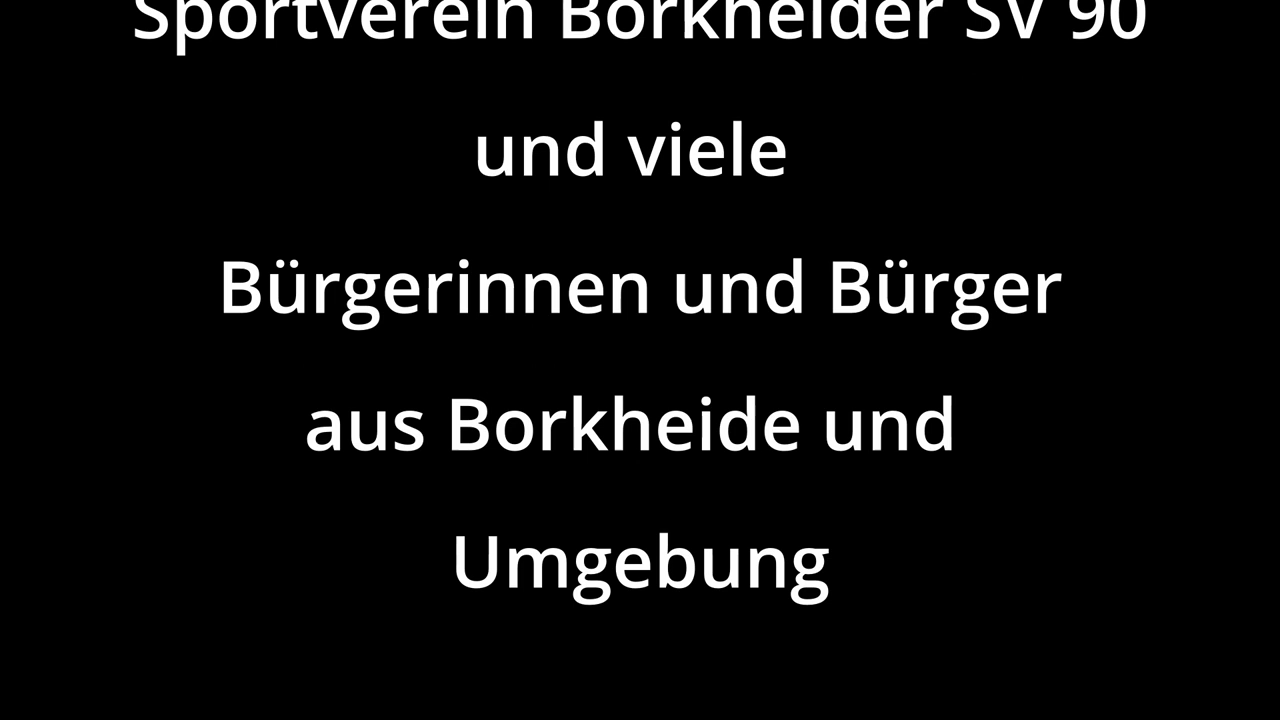 Sportverein Borkheider SV 90
und viele
Bürgerinnen und Bürger
aus Borkheide und
Umgebung